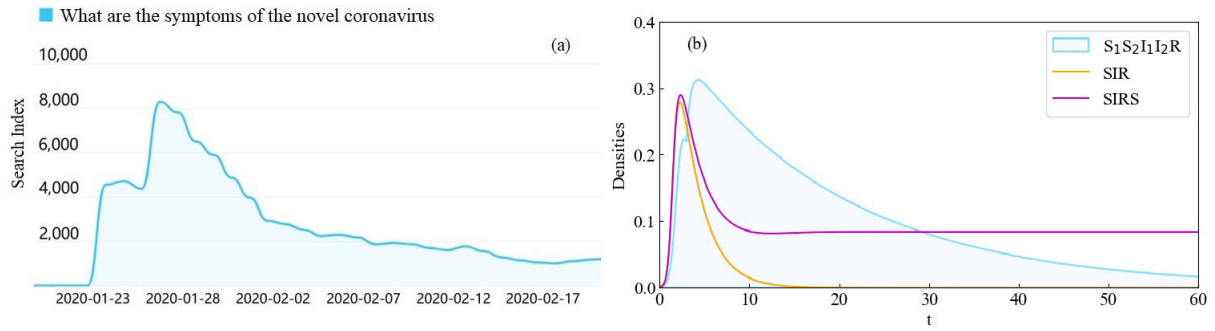 What are the symptoms of the novel coronavirus
(a)
Search Index
10,000
8,000
6,000
4,000
2,000
2020-01-23 2020-01-28 2020-02-02 2020-02-07 2020-02-12 2020-02-17
(b)
Densities
0.4
0.3
0.2
0.1
0.0
S₁S₂I₁I₂R
SIR
SIRS
0 10 20 30 40 50 60
t